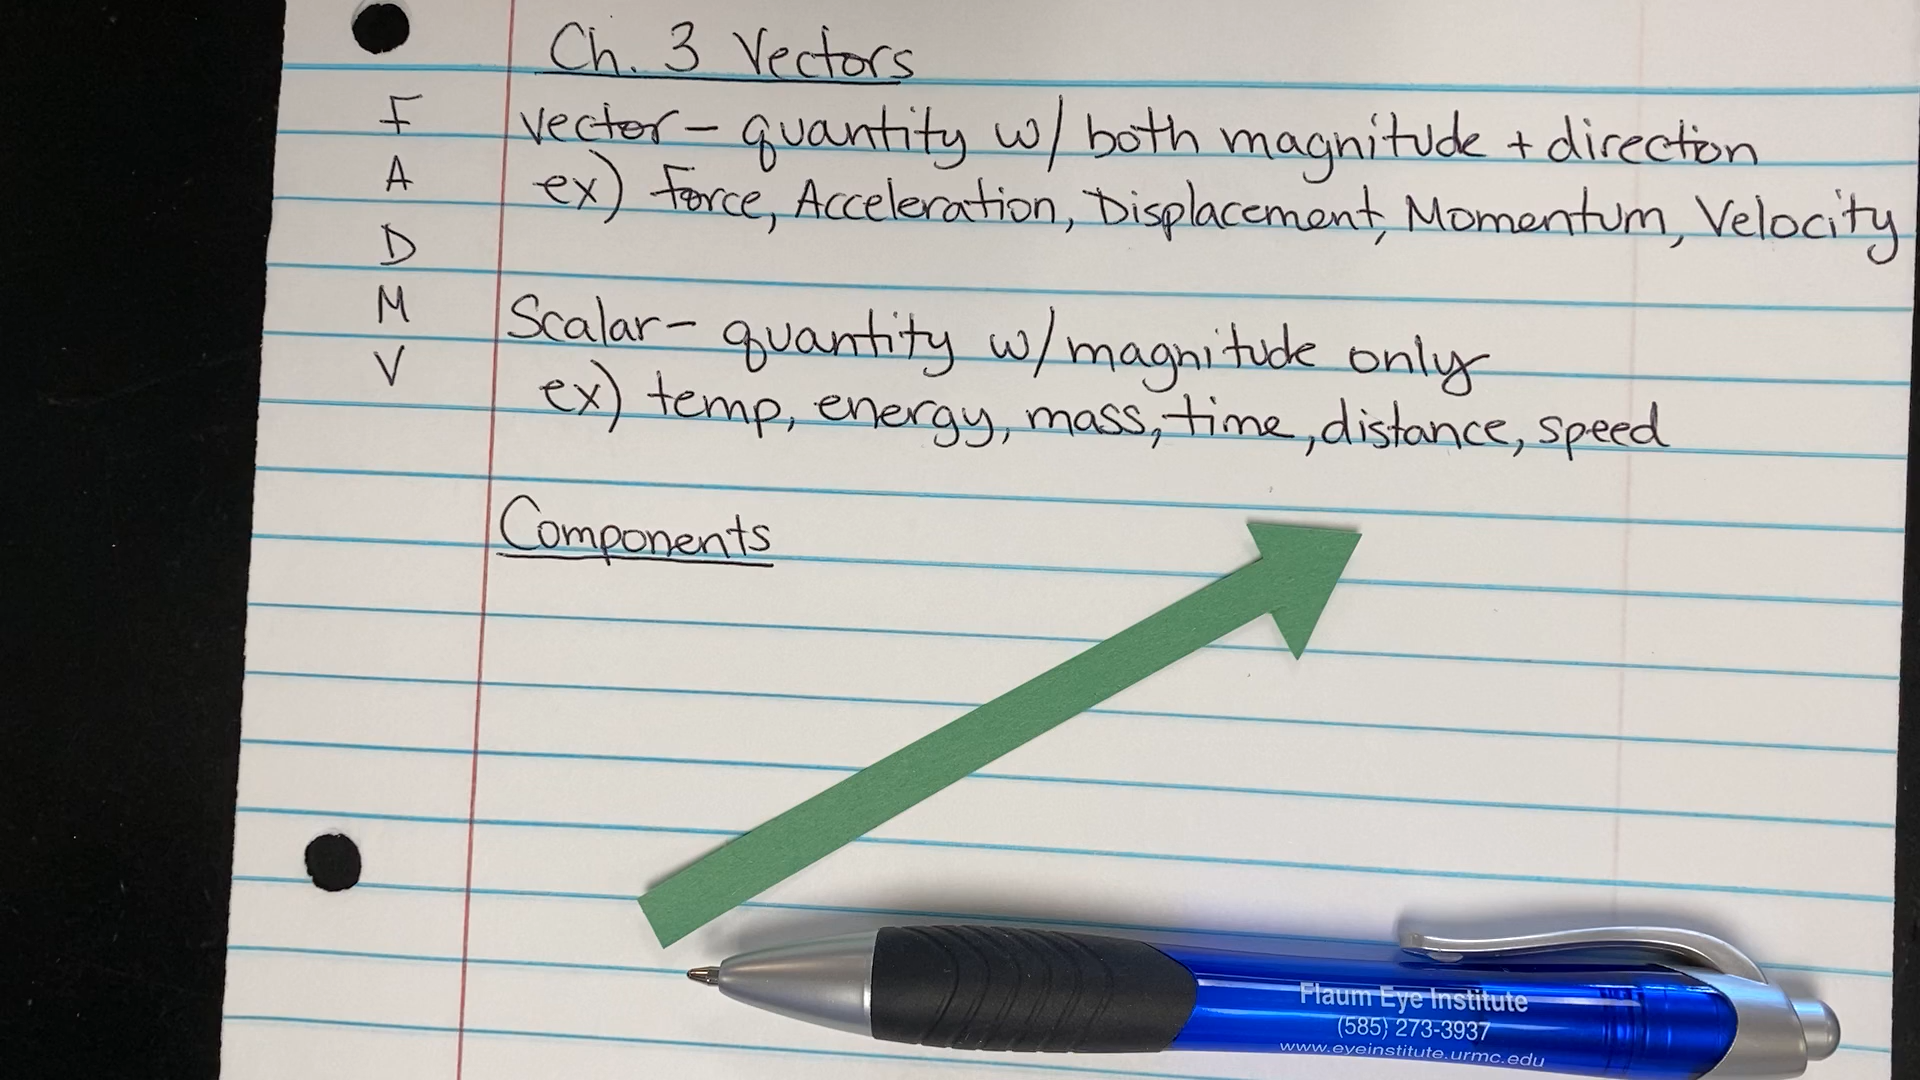 Ch. 3 Vectors
F
vector- quantity w/ both magnitude + direction
A
ex) Force, Acceleration, Displacement, Momentum, Velocity
D
M
Scalar- quantity w/ magnitude only
V
ex) temp, energy, mass, time, distance, speed
Components
Flaum Eye Institute
(585) 273-3937
www.eyeinstitute.urmc.edu